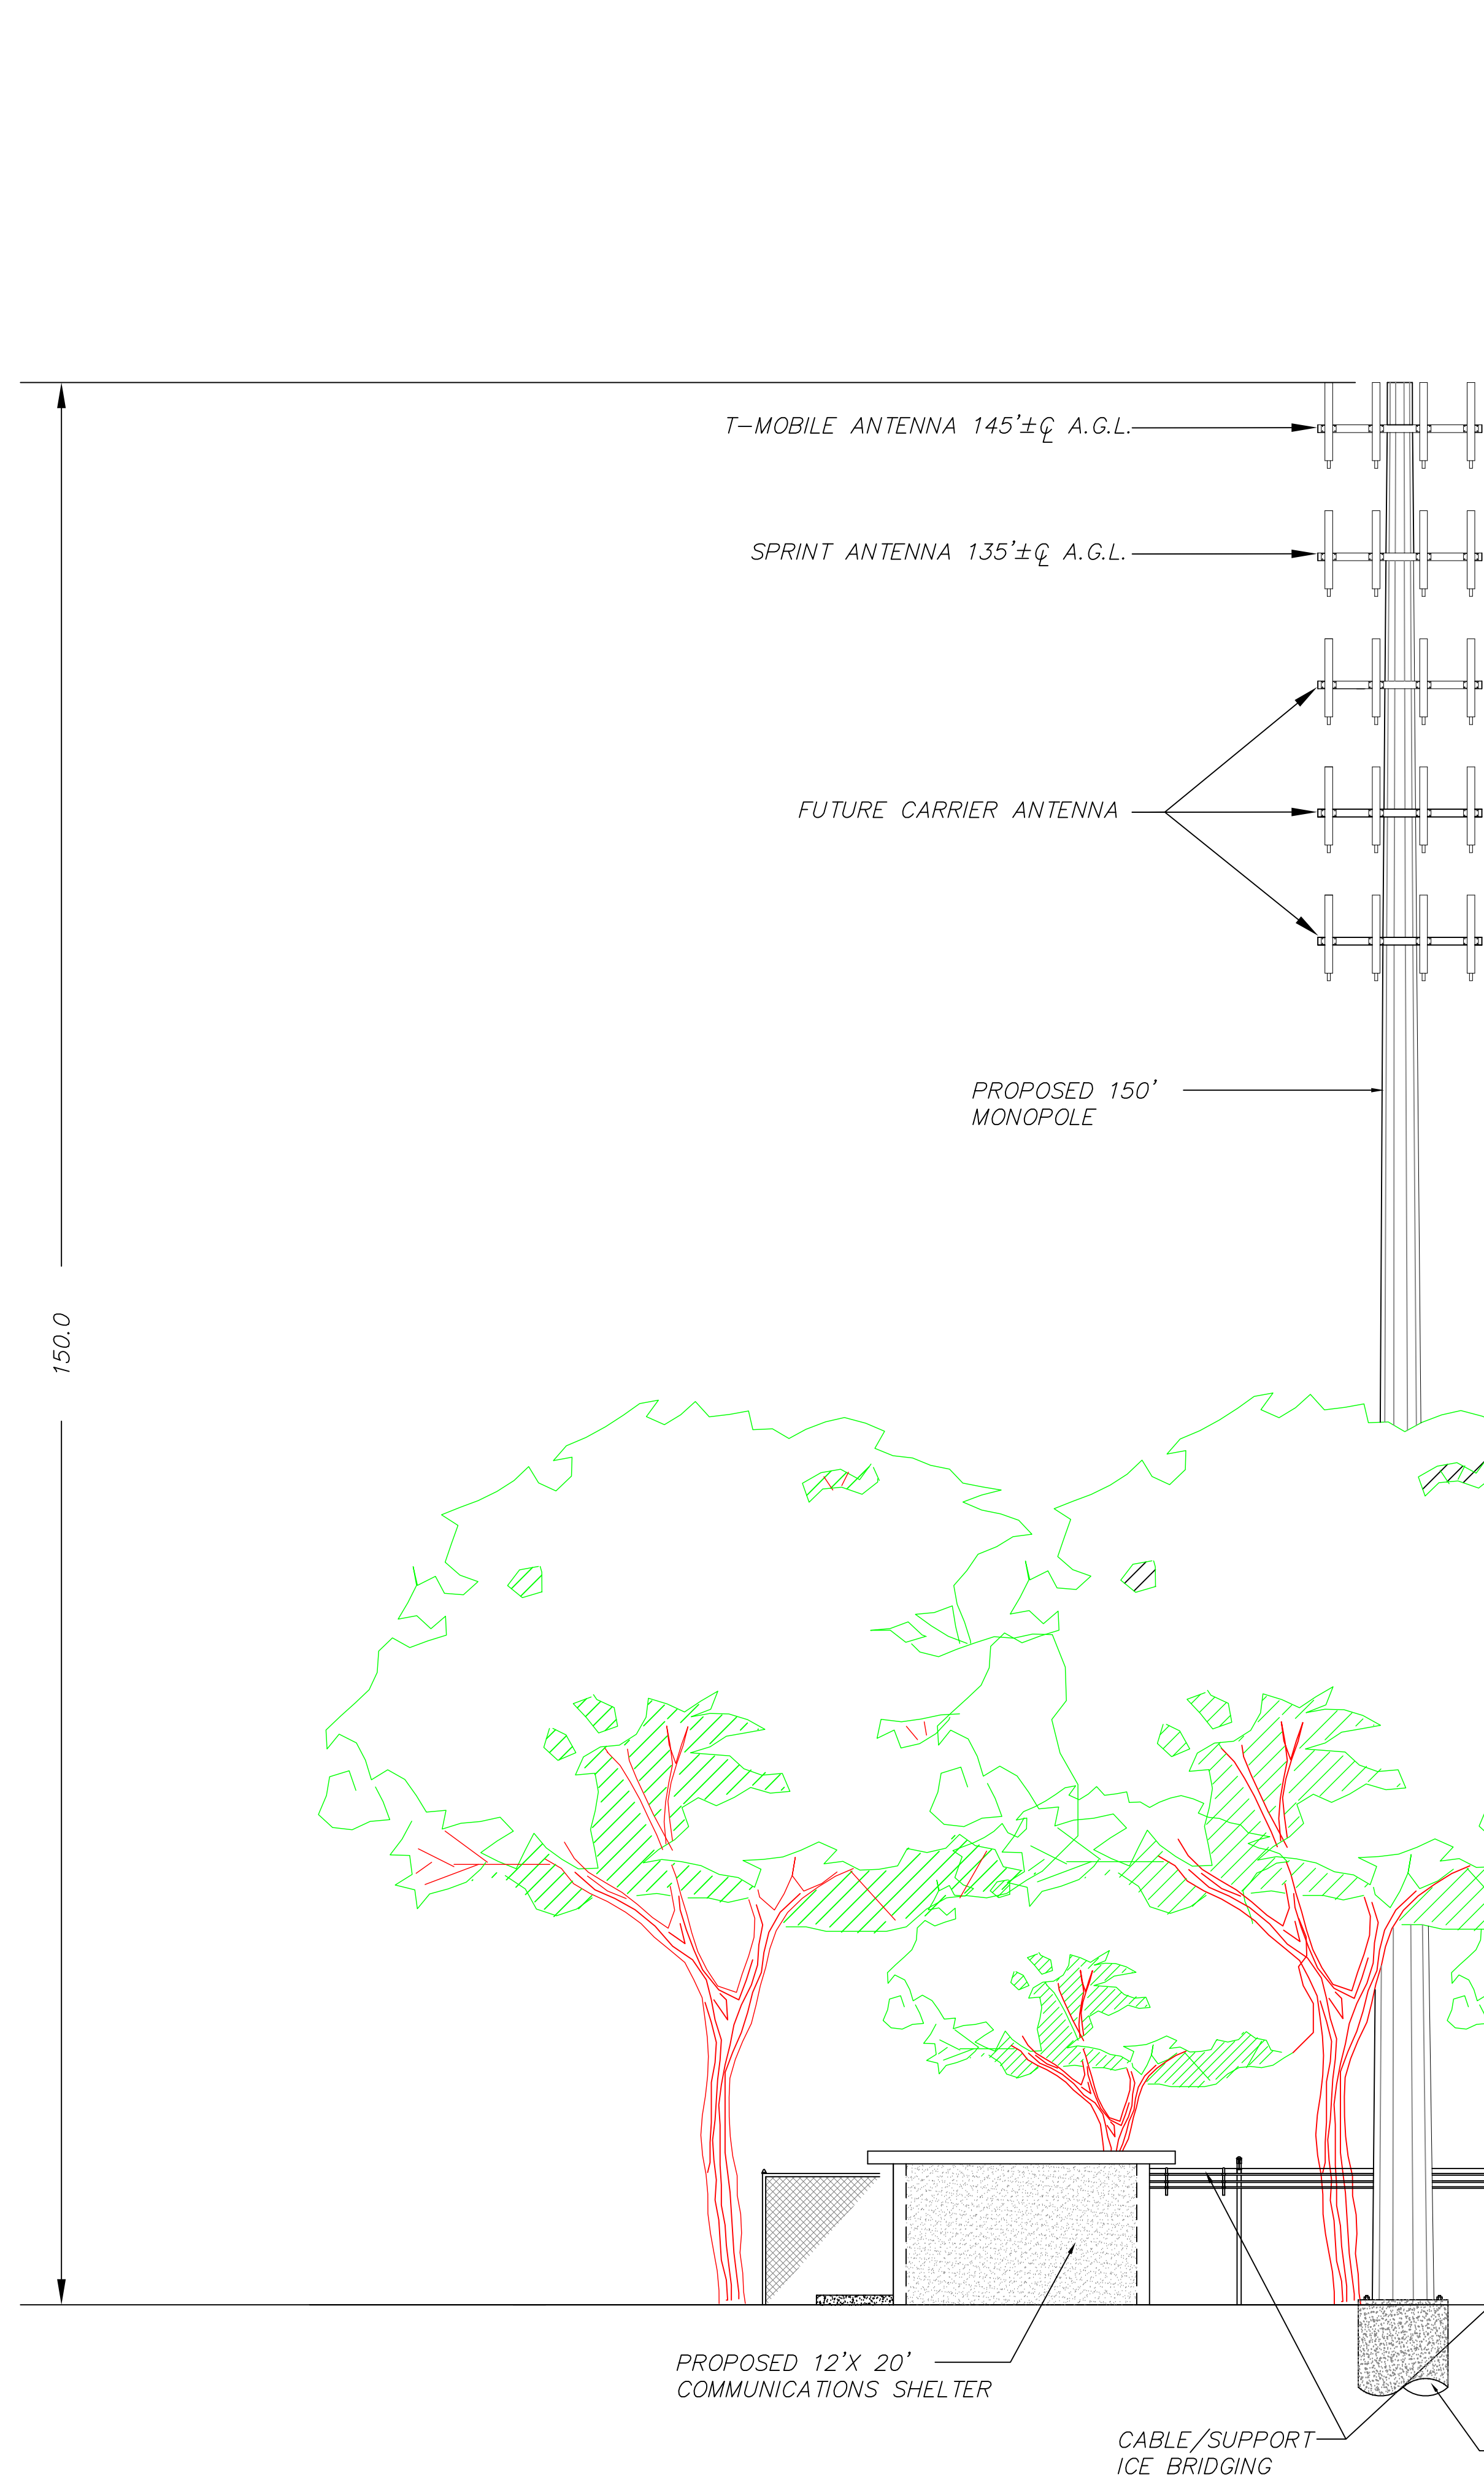 T-MOBILE ANTENNA 145'±℄ A.G.L.
SPRINT ANTENNA 135'±℄ A.G.L.
FUTURE CARRIER ANTENNA
PROPOSED 150'
MONOPOLE
150.0
PROPOSED 12'X 20'
COMMUNICATIONS SHELTER
CABLE/SUPPORT
ICE BRIDGING